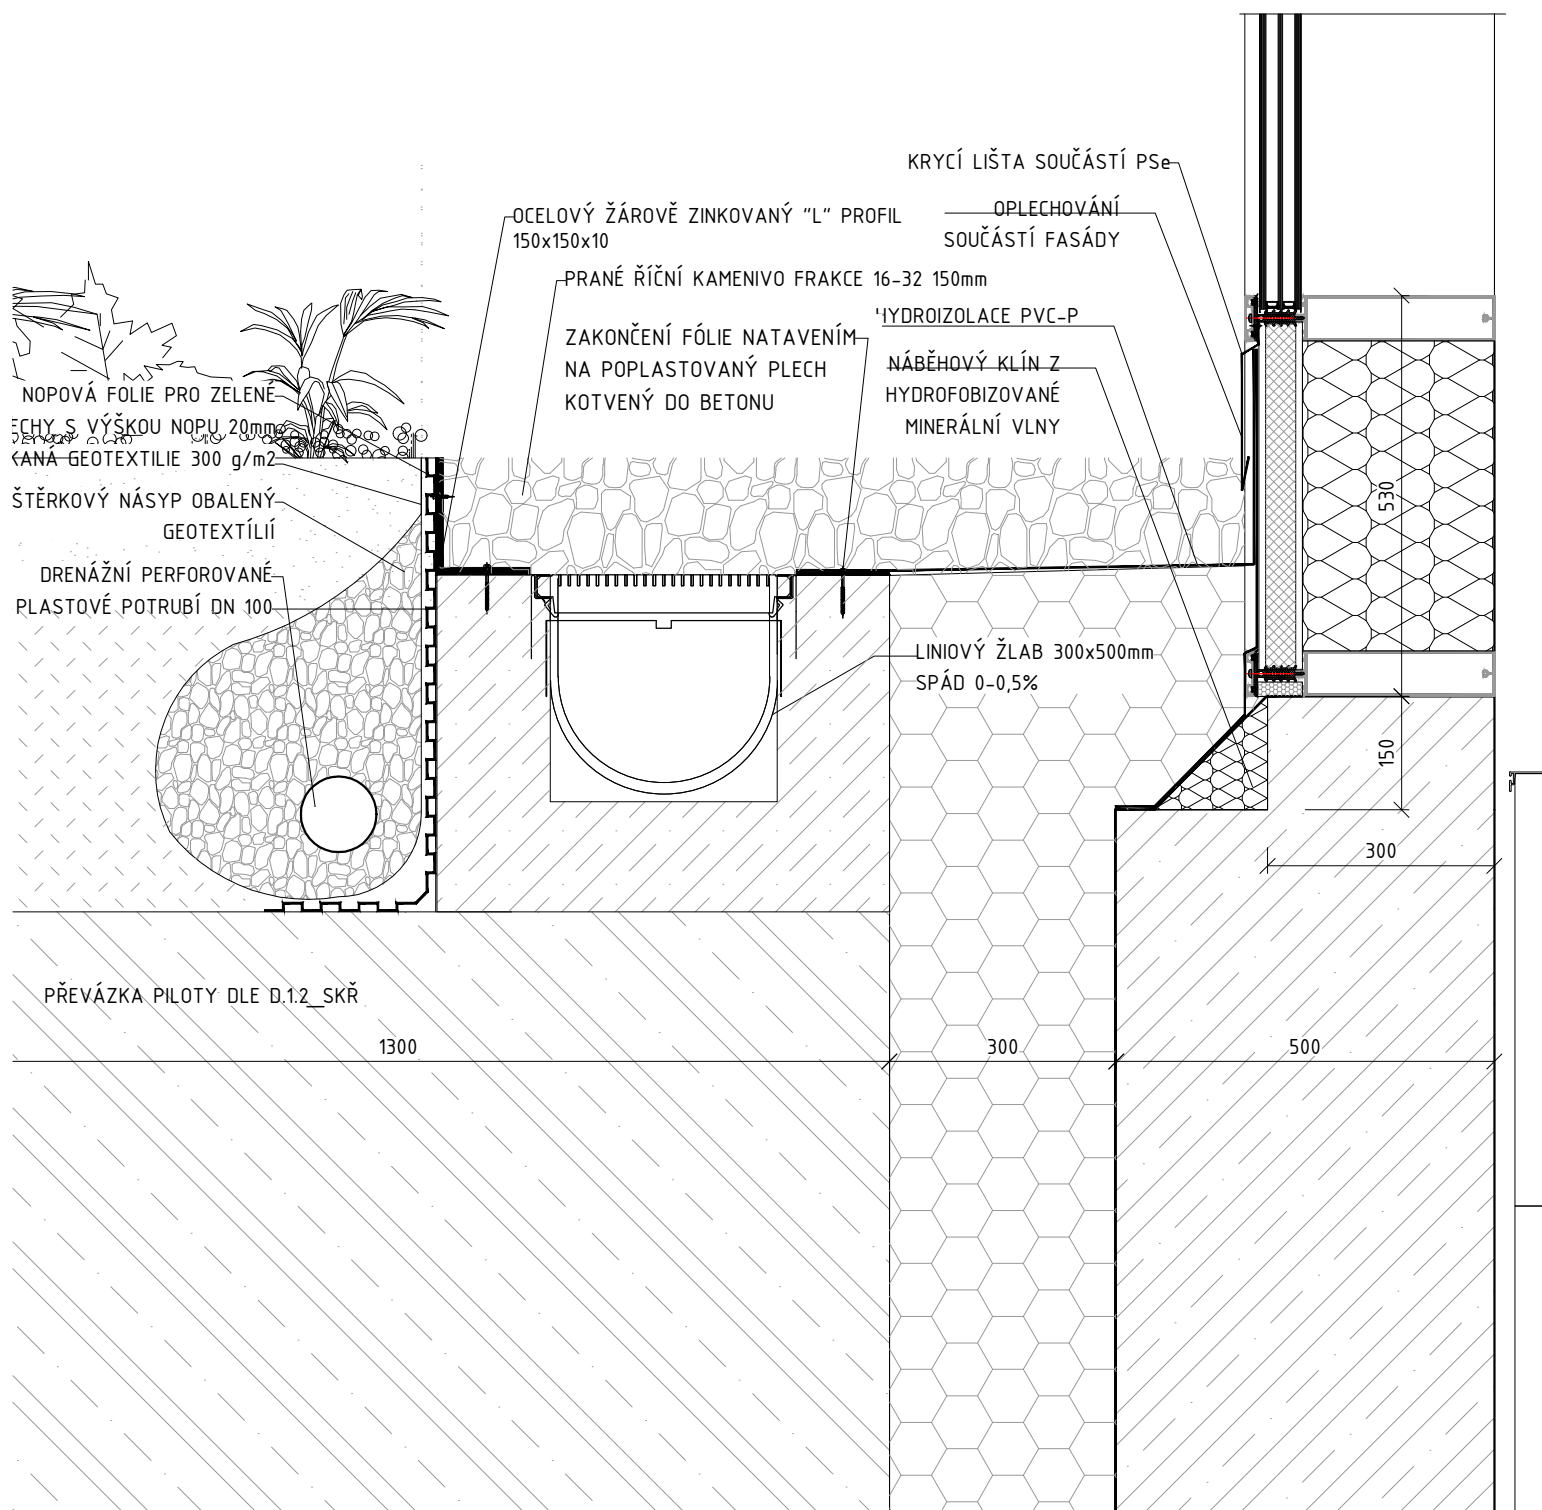 KRYCÍ LIŠTA SOUČÁSTÍ PSe
OPLECHOVÁNÍ
SOUČÁSTÍ FASÁDY
OCELOVÝ ŽÁROVĚ ZINKOVANÝ "L" PROFIL
150x150x10
PRANÉ ŘÍČNÍ KAMENIVO FRAKCE 16-32 150mm
HYDROIZOLACE PVC-P
ZAKONČENÍ FÓLIE NATAVENÍM
NA POPLASTOVANÝ PLECH
KOTVENÝ DO BETONU
NÁBĚHOVÝ KLÍN Z
HYDROFOBIZOVANÉ
MINERÁLNÍ VLNY
NOPOVÁ FOLIE PRO ZELENÉ
S VÝŠKOU NOPU 20mm
GEOTEXTILIE 300 g/m2
ŠTĚRKOVÝ NÁSYP OBALENÝ
GEOTEXTÍLIÍ
DRENÁŽNÍ PERFOROVANÉ
PLASTOVÉ POTRUBÍ DN 100
LINIOVÝ ŽLAB 300x500mm
SPÁD 0-0,5%
530
150
300
PŘEVÁZKA PILOTY DLE D.1.2_SKŘ
1300
300
500